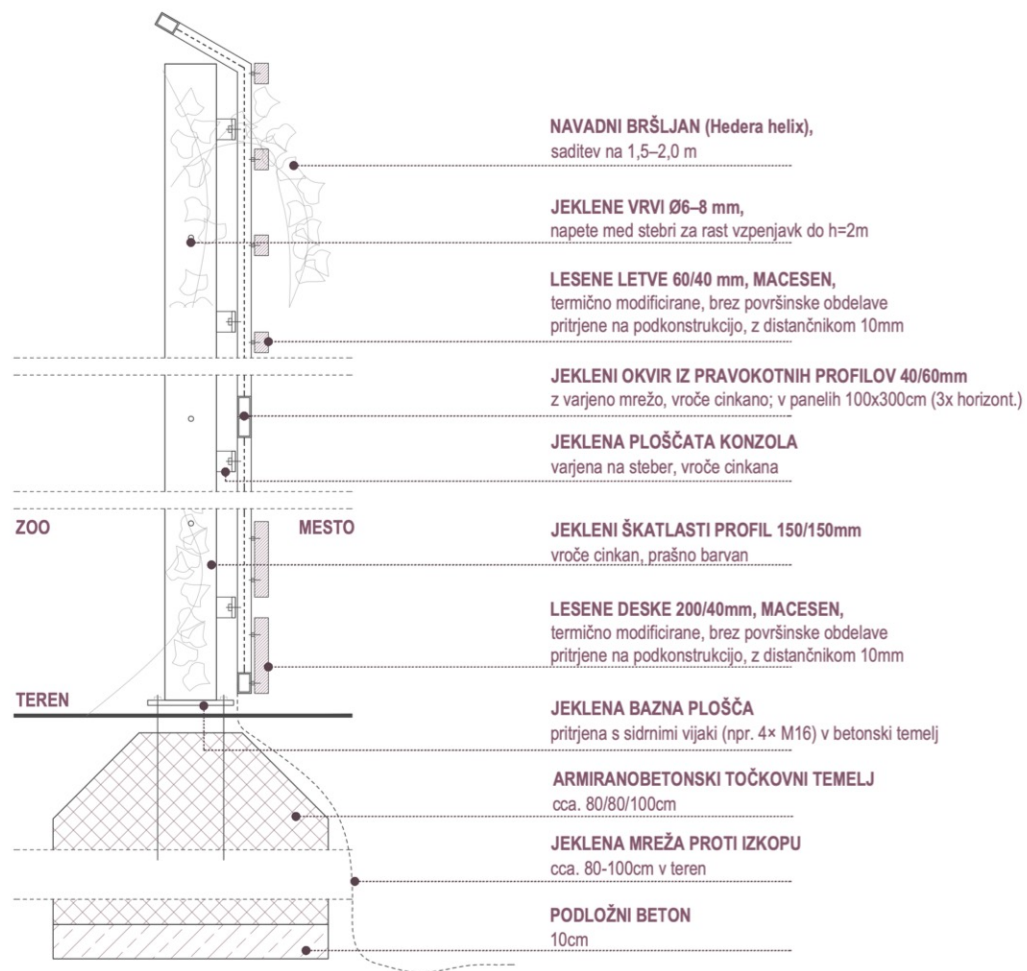 NAVADNI BRŠLJAN (Hedera helix),
saditev na 1,5–2,0 m
JEKLENE VRVI Ø6–8 mm,
napete med stebri za rast vzpenjavk do h=2m
LESENE LETVE 60/40 mm, MACESEN,
termično modificirane, brez površinske obdelave
pritrjene na podkonstrukcijo, z distančnikom 10mm
JEKLENI OKVIR IZ PRAVOKOTNIH PROFILOV 40/60mm
z varjeno mrežo, vroče cinkano; v panelih 100x300cm (3x horizont.)
JEKLENA PLOŠČATA KONZOLA
varjena na steber, vroče cinkana
ZOO
MESTO
JEKLENI ŠKATLASTI PROFIL 150/150mm
vroče cinkan, prašno barvan
LESENE DESKE 200/40mm, MACESEN,
termično modificirane, brez površinske obdelave
pritrjene na podkonstrukcijo, z distančnikom 10mm
TEREN
JEKLENA BAZNA PLOŠČA
pritrjena s sidrnimi vijaki (npr. 4× M16) v betonski temelj
ARMIRANOBETONSKI TOČKOVNI TEMELJ
cca. 80/80/100cm
JEKLENA MREŽA PROTI IZKOPU
cca. 80-100cm v teren
PODLOŽNI BETON
10cm